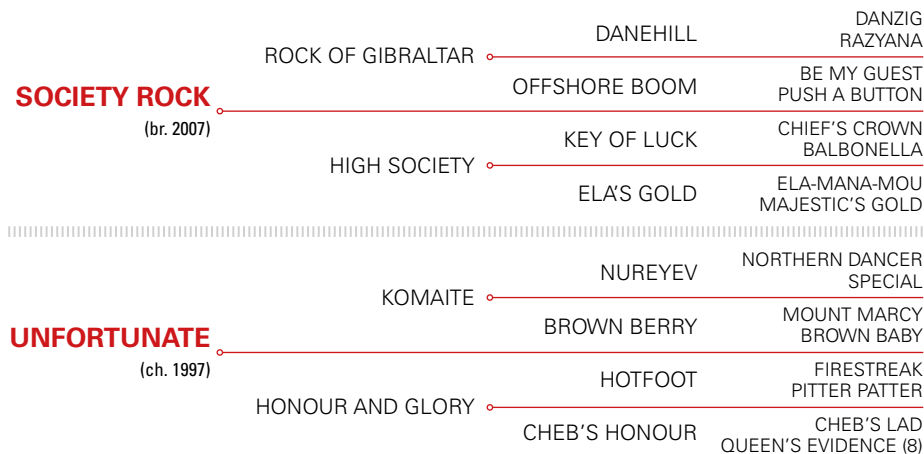 DANZIG
DANEHILL
RAZYANA
ROCK OF GIBRALTAR
BE MY GUEST
OFFSHORE BOOM
PUSH A BUTTON
SOCIETY ROCK
(br. 2007)
CHIEF'S CROWN
KEY OF LUCK
BALBONELLA
HIGH SOCIETY
ELA-MANA-MOU
ELA'S GOLD
MAJESTIC'S GOLD
NORTHERN DANCER
NUREYEV
SPECIAL
KOMAITE
MOUNT MARCY
BROWN BERRY
BROWN BABY
UNFORTUNATE
(ch. 1997)
FIRESTREAK
HOTFOOT
PITTER PATTER
HONOUR AND GLORY
CHEB'S LAD
CHEB'S HONOUR
QUEEN'S EVIDENCE (8)